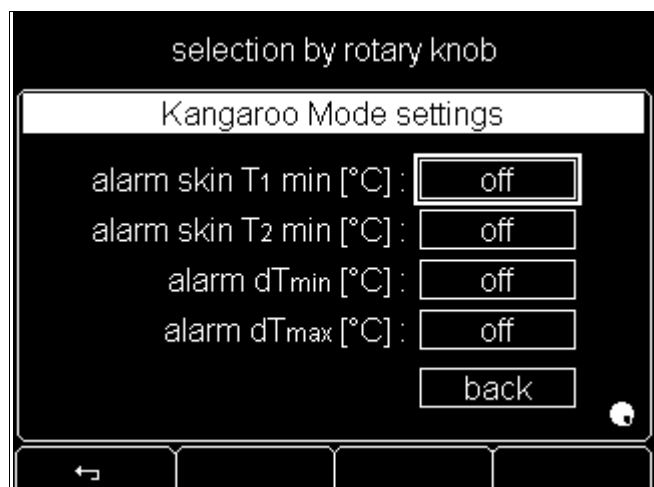 selection by rotary knob
Kangaroo Mode settings
alarm skin T1 min [°C] : off
alarm skin T2 min [°C] : off
alarm dTmin [°C] : off
alarm dTmax [°C] : off
back